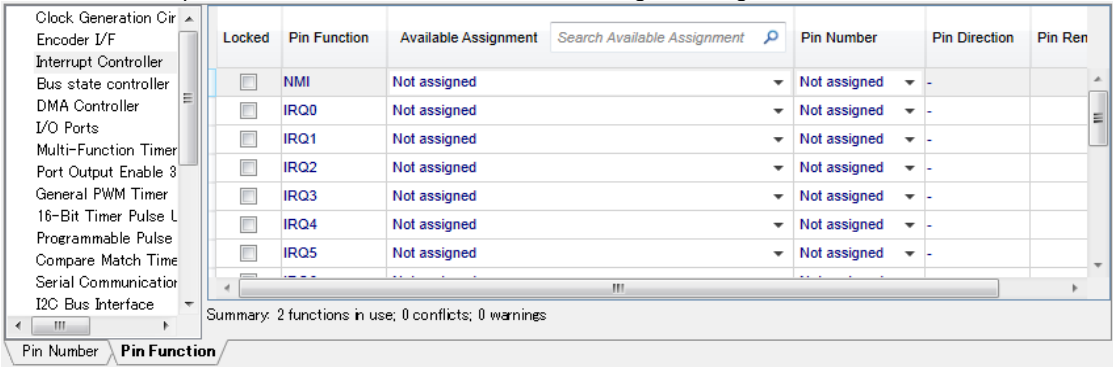 Clock Generation Cir
Encoder I/F
Interrupt Controller
Bus state controller
DMA Controller
I/O Ports
Multi-Function Timer
Port Output Enable 3
General PWM Timer
16-Bit Timer Pulse U
Programmable Pulse
Compare Match Time
Serial Communication
I2C Bus Interface
Locked Pin Function Available Assignment Search Available Assignment Pin Number Pin Direction Pin Rem
NMI Not assigned Not assigned -
IRQ0 Not assigned Not assigned -
IRQ1 Not assigned Not assigned -
IRQ2 Not assigned Not assigned -
IRQ3 Not assigned Not assigned -
IRQ4 Not assigned Not assigned -
IRQ5 Not assigned Not assigned -
Summary: 2 functions in use; 0 conflicts; 0 warnings
Pin Number Pin Function